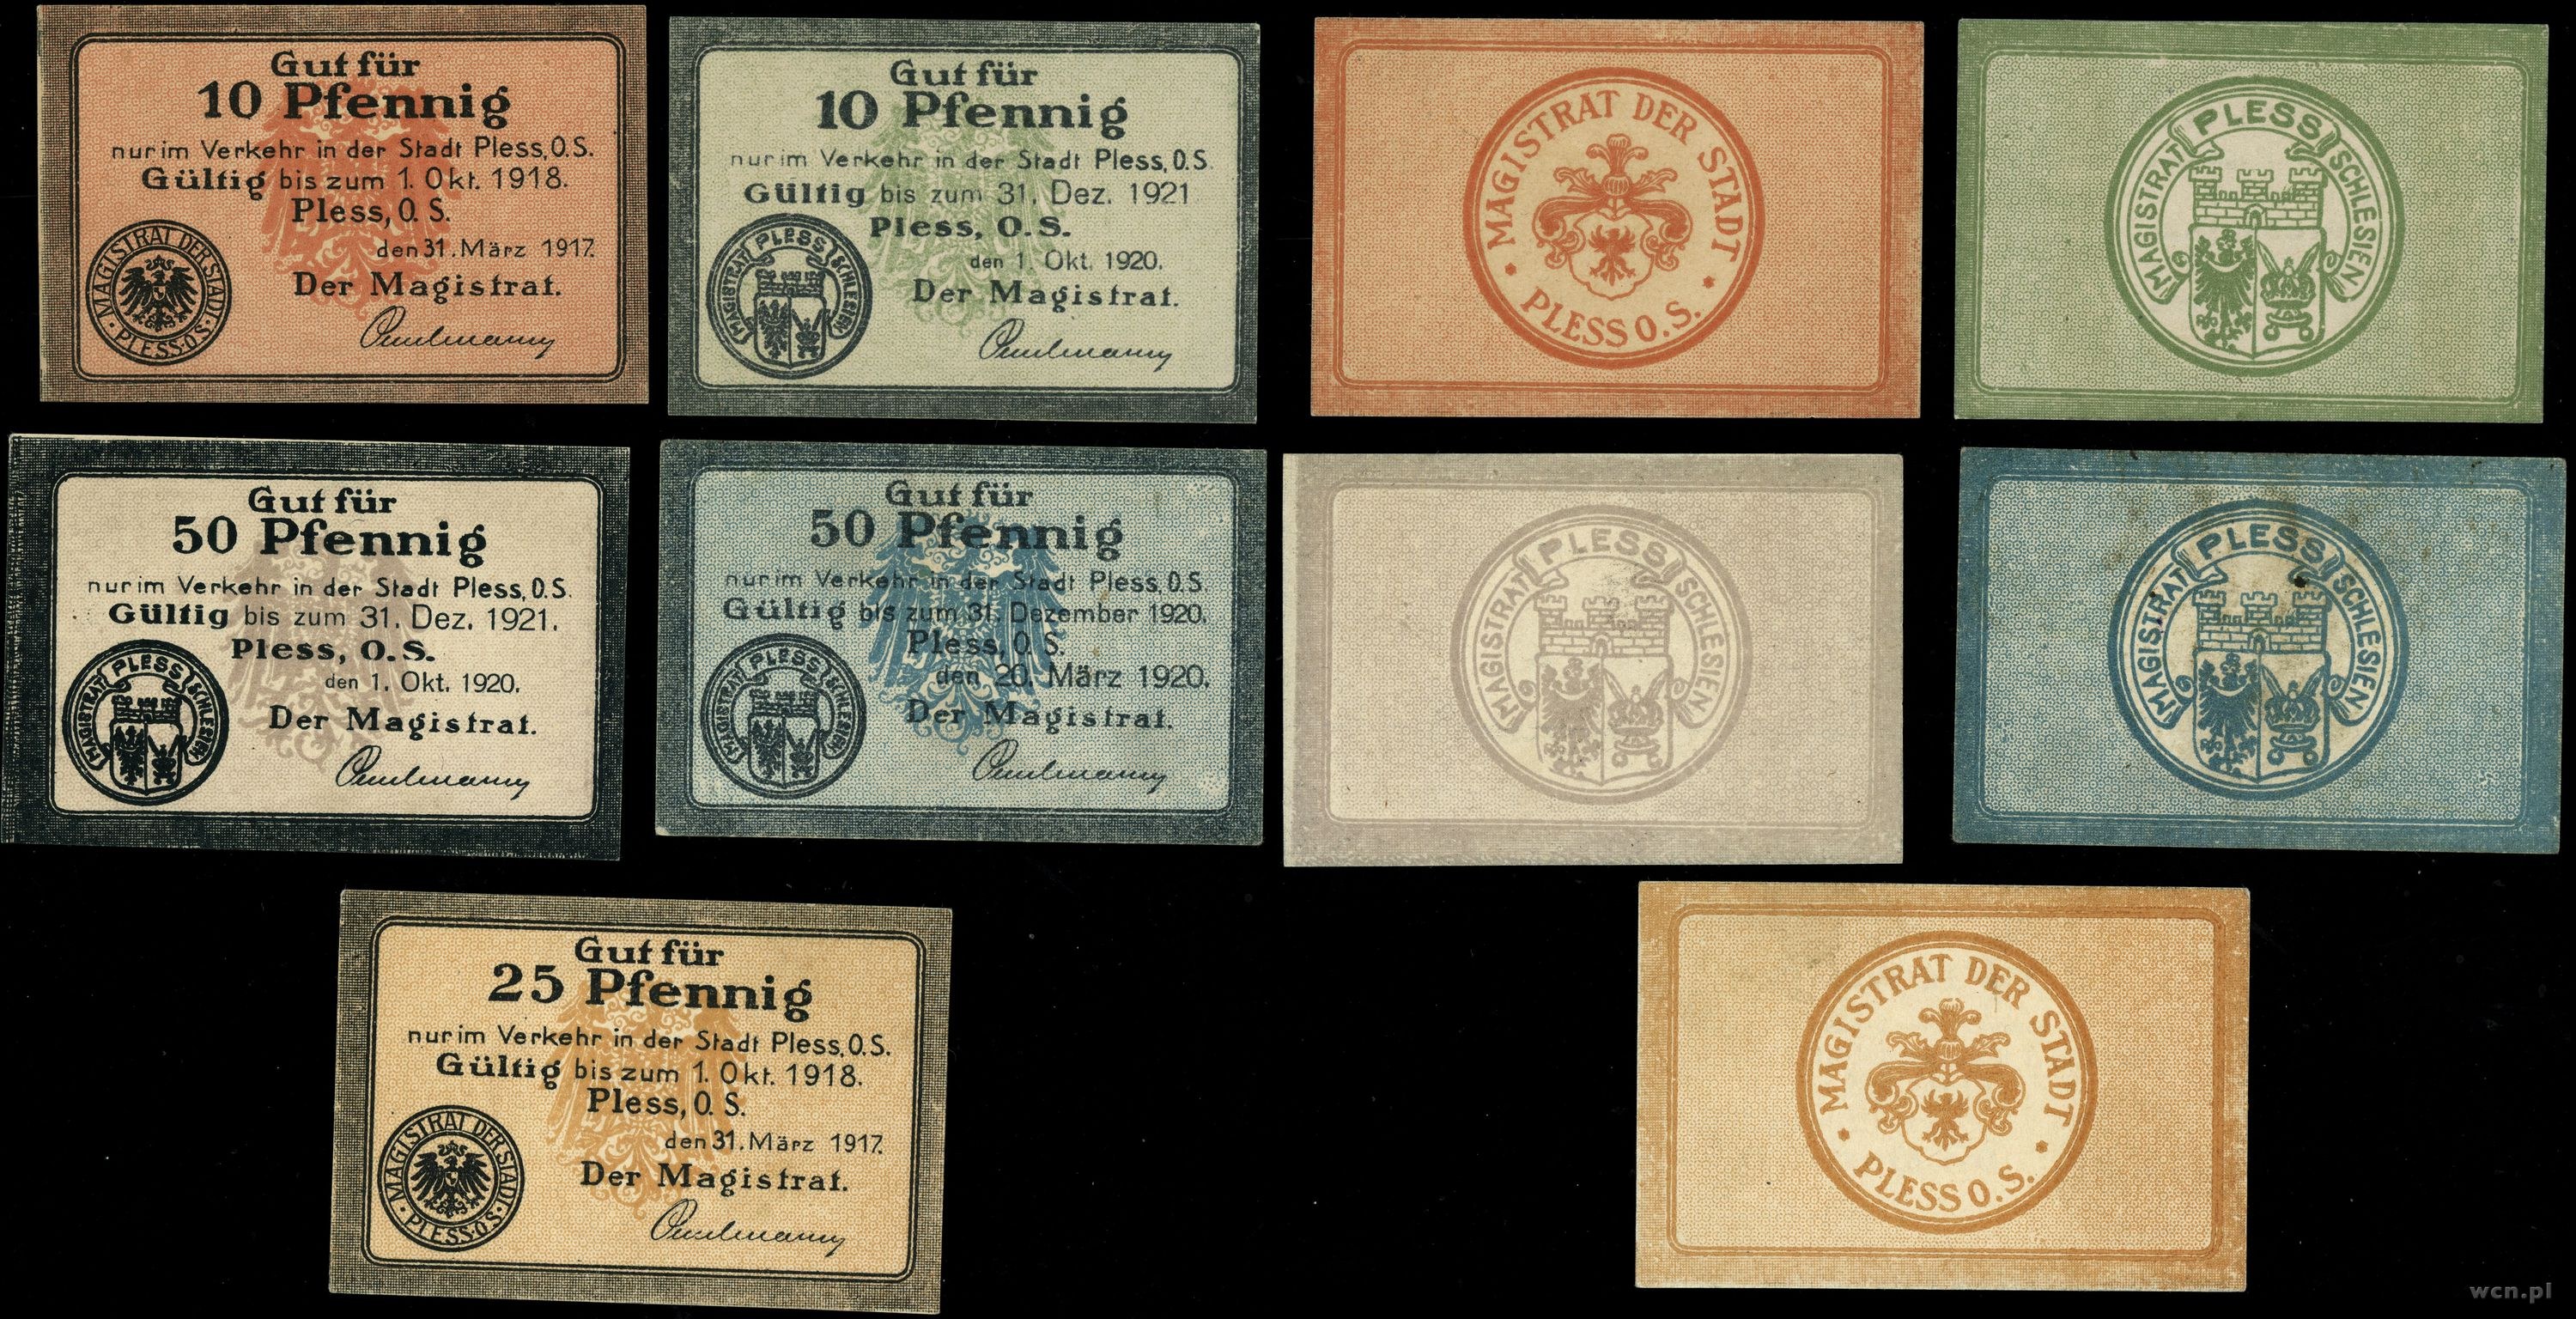 Gut für
10 Pfennig
nur im Verkehr in der Stadt Pless, O.S.
Gültig bis zum 1. Okt. 1918.
Pless, O. S.
den 31. März 1917.
Der Magistrat.
MAGISTRAT DER STADT
PLESS O.S.
Gut für
10 Pfennig
nur im Verkehr in der Stadt Pless, O.S.
Gültig bis zum 31. Dez. 1921
Pless, O. S.
den 1. Okt. 1920.
Der Magistrat.
MAGISTRAT PLESS SCHLESIEN
MAGISTRAT DER STADT
PLESS O.S.
MAGISTRAT PLESS SCHLESIEN
Gut für
50 Pfennig
nur im Verkehr in der Stadt Pless, O.S.
Gültig bis zum 31. Dez. 1921.
Pless, O. S.
den 1. Okt. 1920.
Der Magistrat.
MAGISTRAT PLESS SCHLESIEN
Gut für
50 Pfennig
nur im Verkehr in der Stadt Pless, O.S.
Gültig bis zum 31. Dezember 1920.
Pless, O. S.
den 20. März 1920.
Der Magistrat.
MAGISTRAT PLESS SCHLESIEN
MAGISTRAT PLESS SCHLESIEN
MAGISTRAT PLESS SCHLESIEN
Gut für
25 Pfennig
nur im Verkehr in der Stadt Pless, O.S.
Gültig bis zum 1. Okt. 1918.
Pless, O. S.
den 31. März 1917.
Der Magistrat.
MAGISTRAT DER STADT
PLESS O.S.
MAGISTRAT DER STADT
PLESS O.S.
wcn.pl